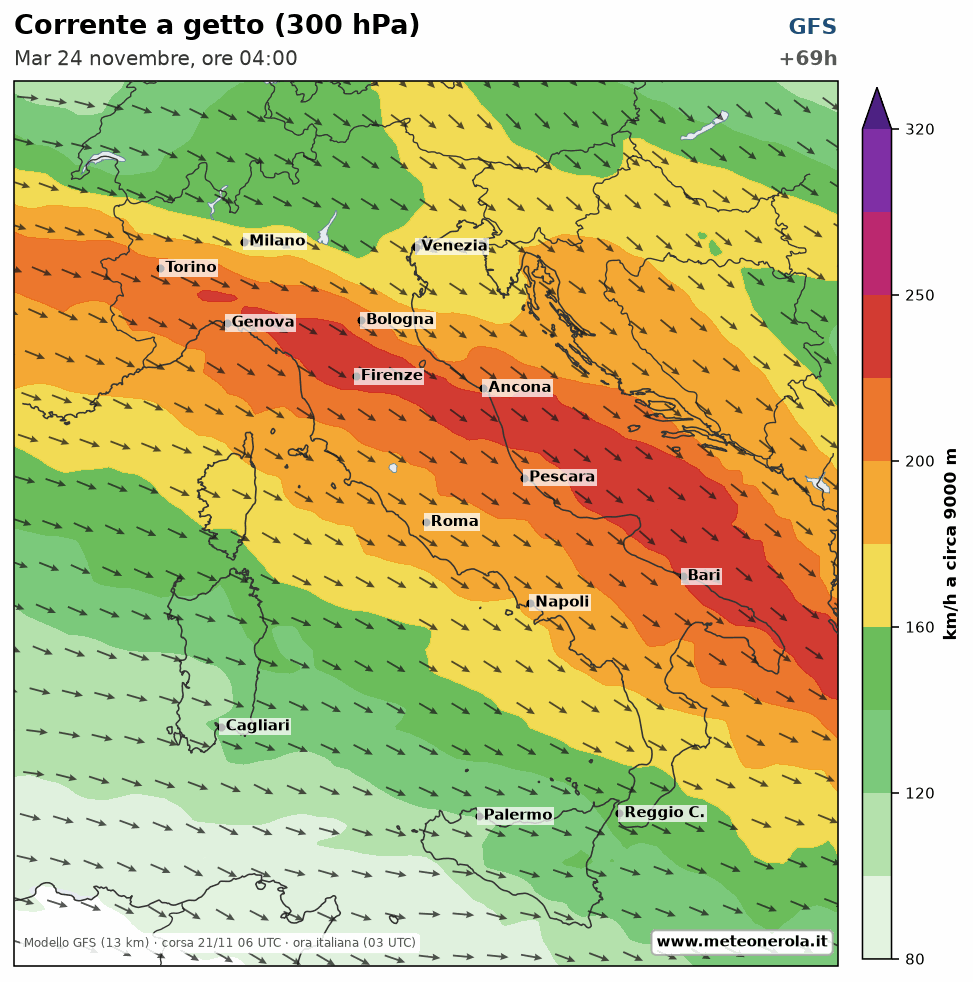 Corrente a getto (300 hPa)
GFS
Mar 24 novembre, ore 04:00
+69h
320
250
200
160
120
80
km/h a circa 9000 m
Milano
Venezia
Torino
Genova
Bologna
Firenze
Ancona
Pescara
Roma
Bari
Napoli
Cagliari
Palermo
Reggio C.
Modello GFS (13 km) · corsa 21/11 06 UTC · ora italiana (03 UTC)
www.meteonerola.it